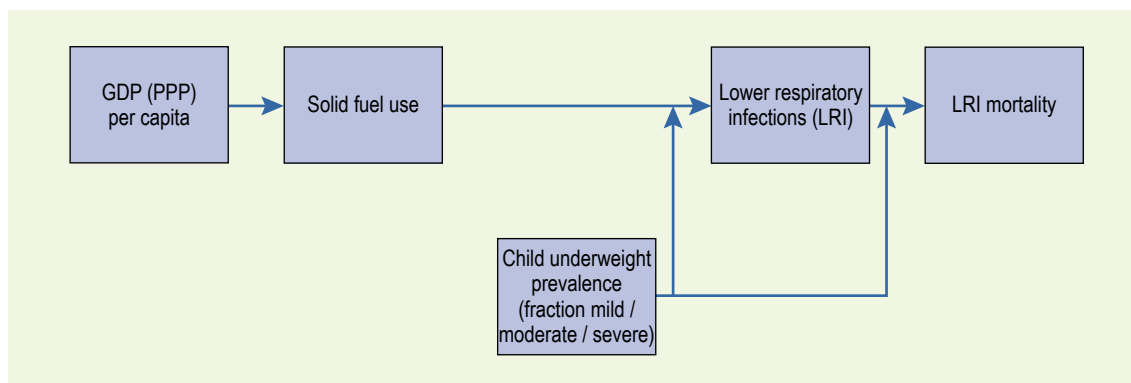 GDP (PPP)
per capita
Solid fuel use
Lower respiratory
infections (LRI)
LRI mortality
Child underweight
prevalence
(fraction mild /
moderate / severe)